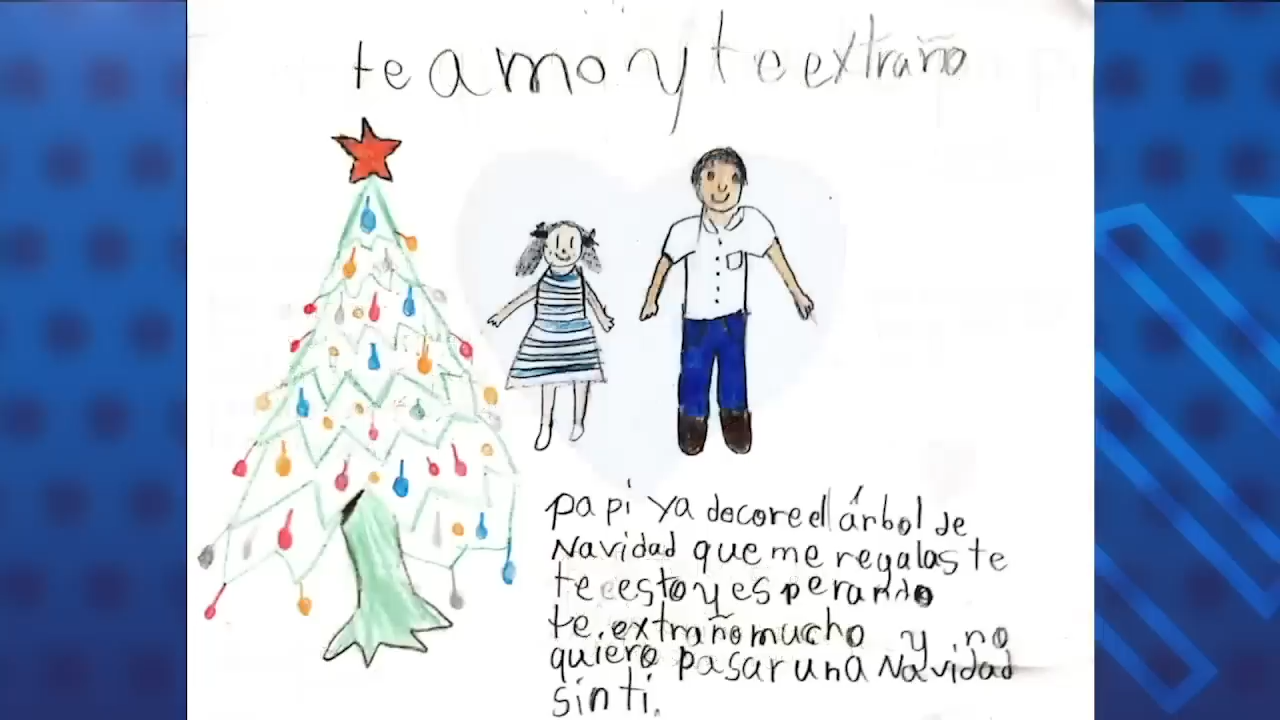 te amo y te extraño
papi ya decore el árbol de
Navidad que me regalaste
te estoy esperando
te extraño mucho y no
quiero pasar una Navidad
sin ti.